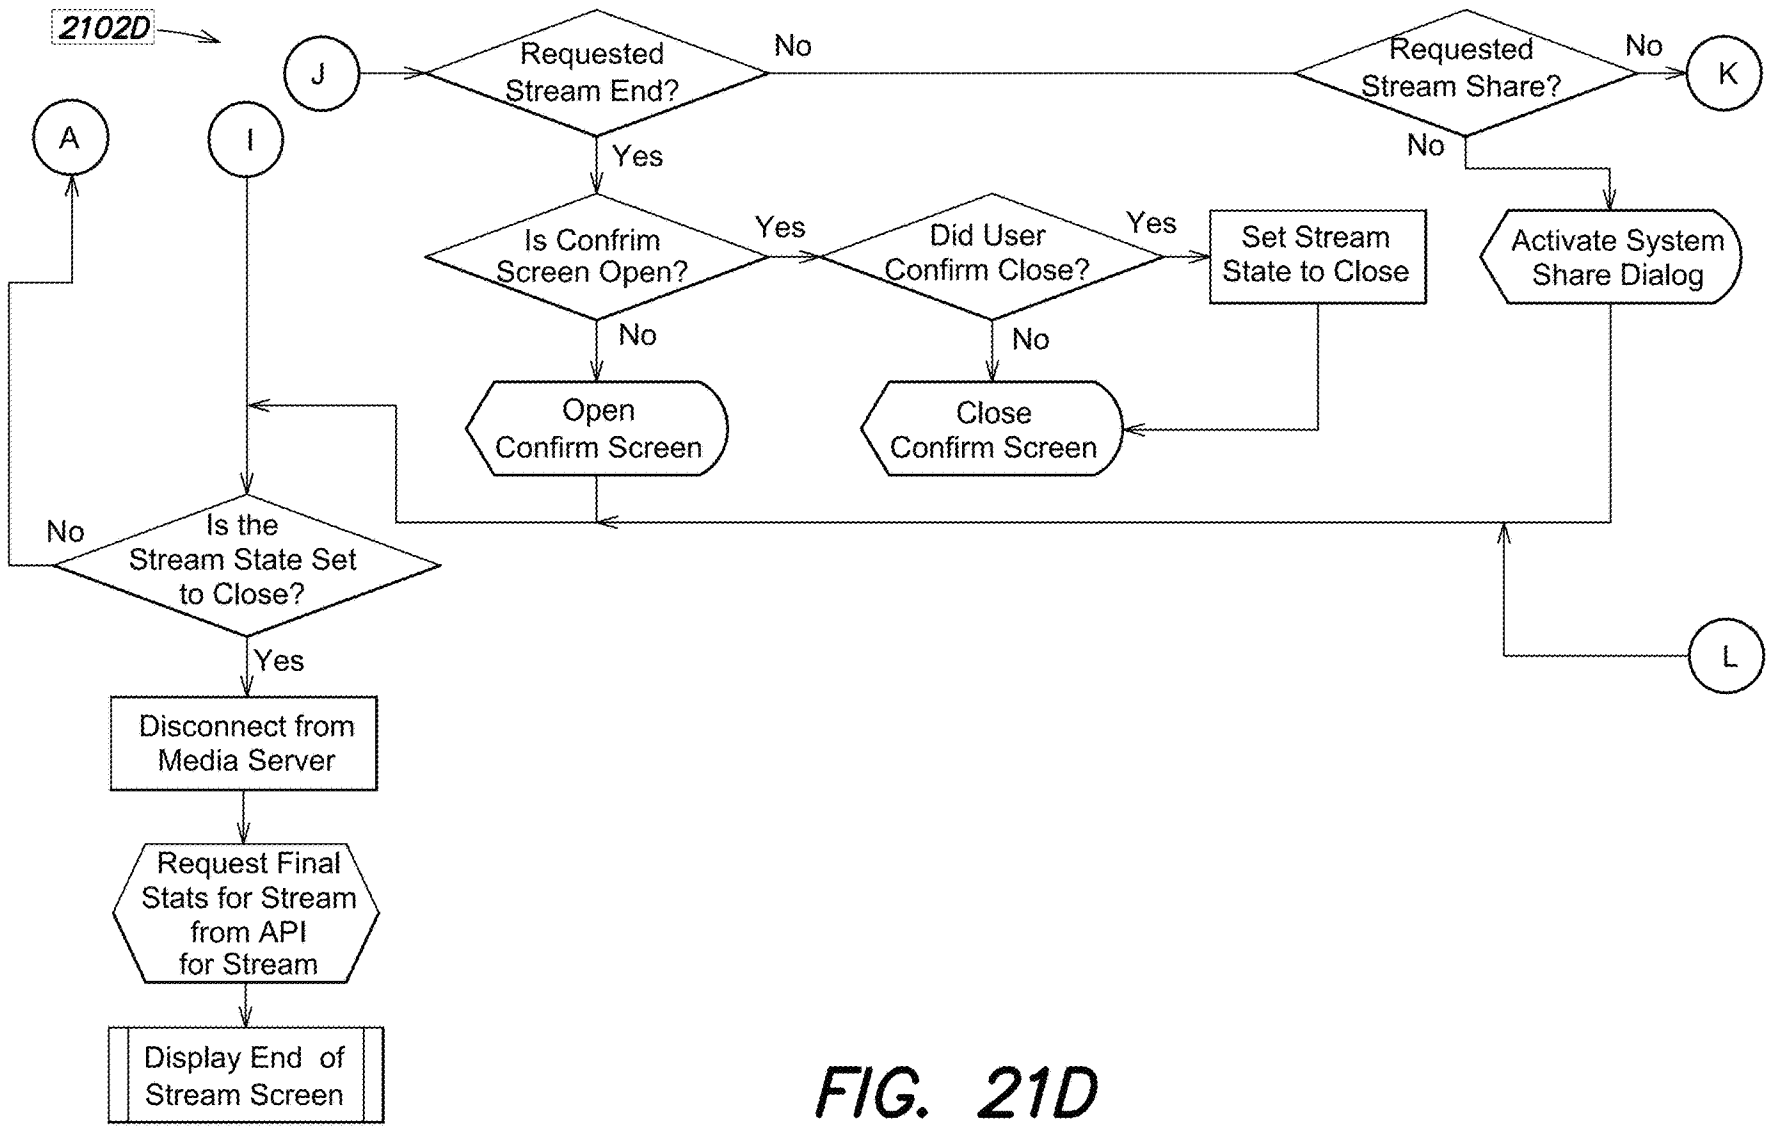 2102D
J
Requested
Stream End?
No
Requested
Stream Share?
No
K
A
I
Yes
No
Is Confrim
Screen Open?
Yes
Did User
Confirm Close?
Yes
Set Stream
State to Close
Activate System
Share Dialog
No
No
Open
Confirm Screen
Close
Confirm Screen
No
Is the
Stream State Set
to Close?
Yes
L
Disconnect from
Media Server
Request Final
Stats for Stream
from API
for Stream
Display End of
Stream Screen
FIG. 21D